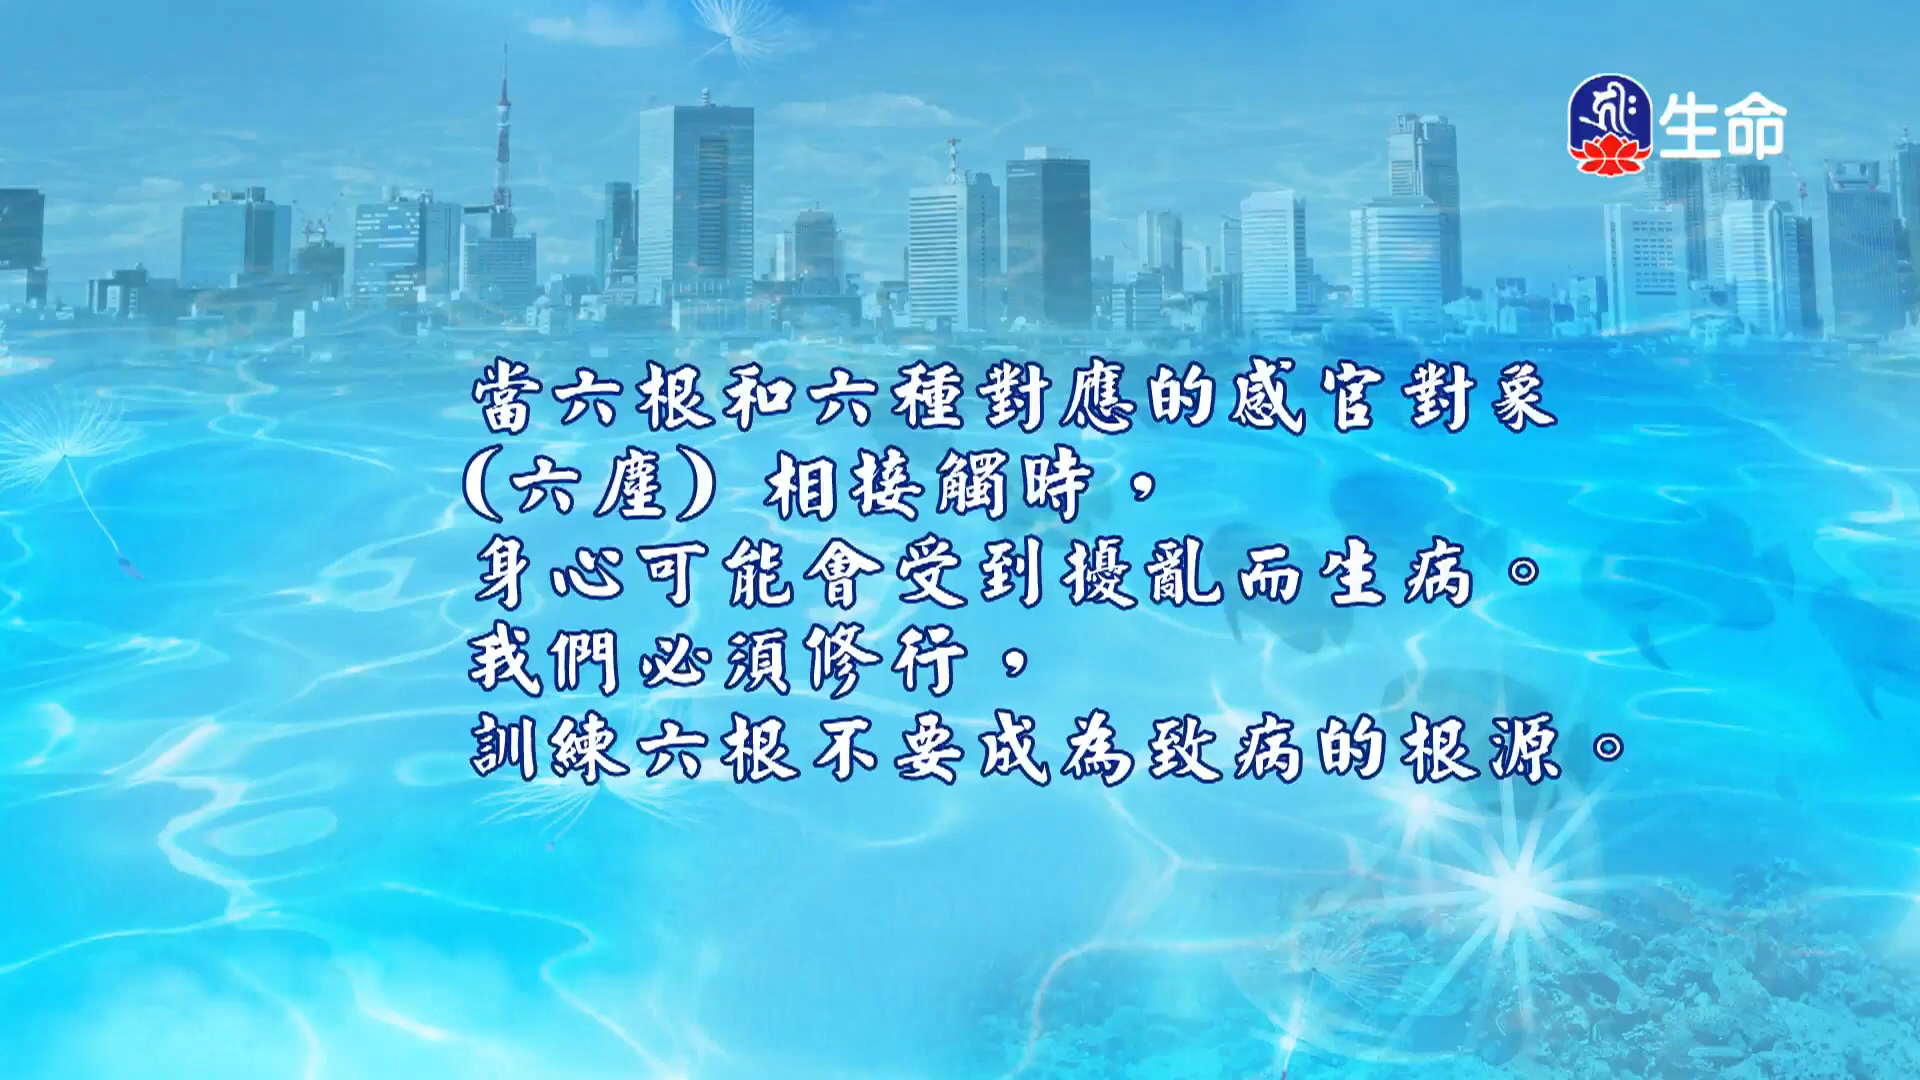 生命
當六根和六種對應的感官對象
(六塵) 相接觸時，
身心可能會受到擾亂而生病。
我們必須修行，
訓練六根不要成為致病的根源。